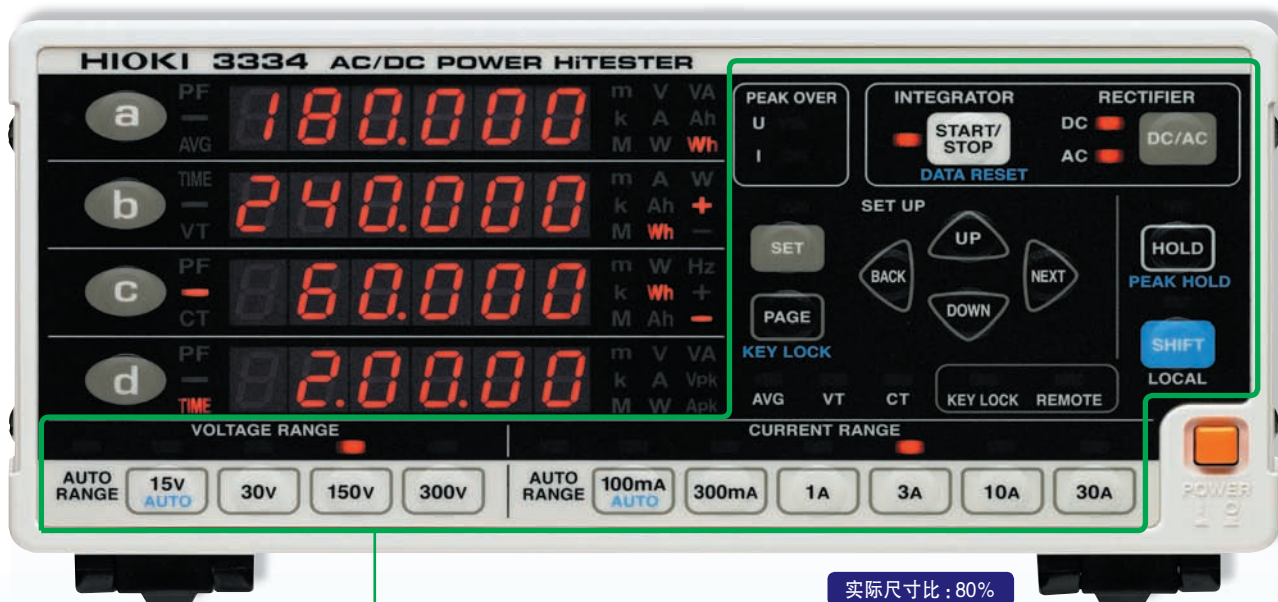 HIOKI 3334 AC/DC POWER HiTESTER
a PF AVG 180.000 m V VA k A Ah M W Wh
b TIME VT 240.000 m A W k Ah + M Wh −
c PF − CT 60.000 m W Hz k Wh + M Ah −
d PF − TIME 2.00.00 m V VA k A Vpk M W Apk
PEAK OVER
U
I
INTEGRATOR RECTIFIER
START/STOP
DATA RESET
DC
AC
DC/AC
SET UP
SET
UP
BACK
NEXT
DOWN
PAGE
KEY LOCK
HOLD
PEAK HOLD
SHIFT
LOCAL
AVG VT CT KEY LOCK REMOTE
VOLTAGE RANGE CURRENT RANGE
AUTO RANGE 15V AUTO 30V 150V 300V AUTO RANGE 100mA AUTO 300mA 1A 3A 10A 30A
POWER
I O
实际尺寸比:80%